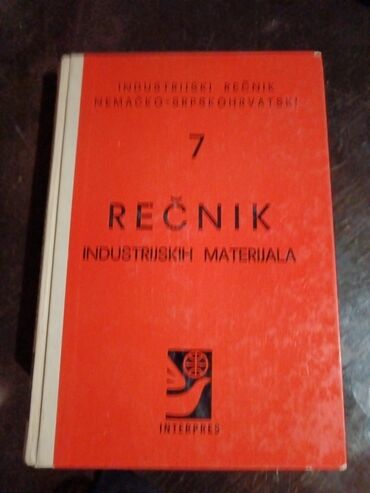 INDUSTRIJSKI REČNIK
NEMAČKO-SRPSKOHRVATSKI
7
REČNIK
INDUSTRIJSKIH MATERIJALA
INTERPRES